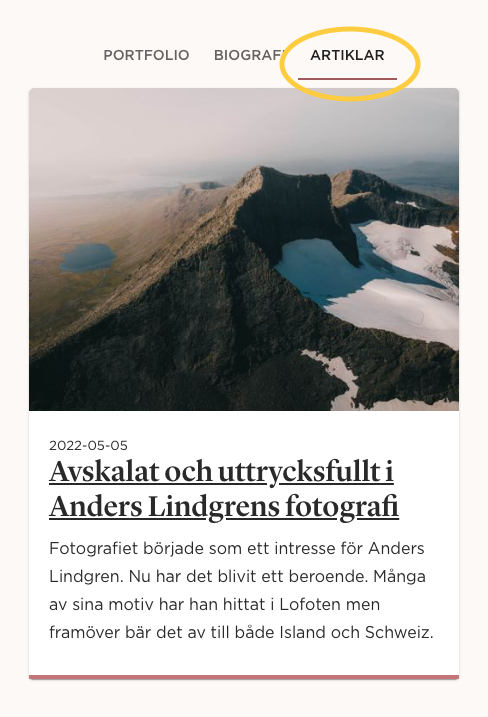 PORTFOLIO BIOGRAFI ARTIKLAR
2022-05-05
Avskalat och uttrycksfullt i
Anders Lindgrens fotografi
Fotografiet började som ett intresse för Anders
Lindgren. Nu har det blivit ett beroende. Många
av sina motiv har han hittat i Lofoten men
framöver bär det av till både Island och Schweiz.